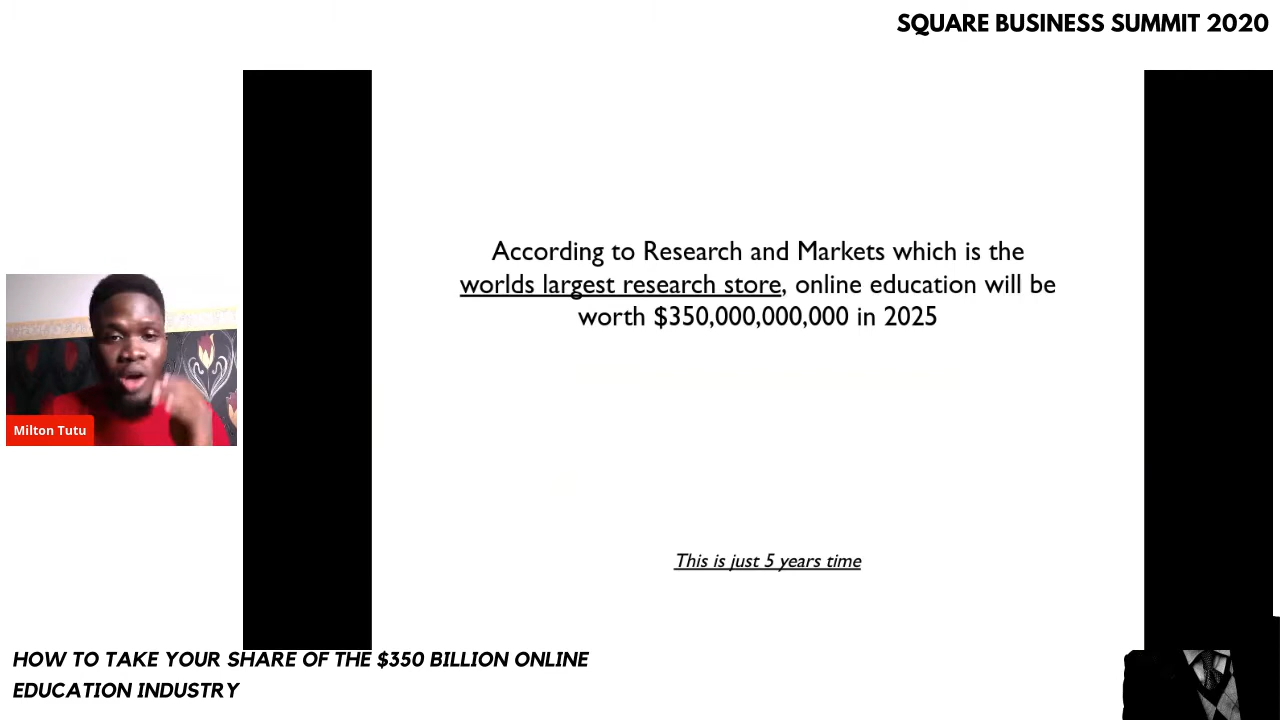 SQUARE BUSINESS SUMMIT 2020
According to Research and Markets which is the
worlds largest research store, online education will be
worth $350,000,000,000 in 2025
This is just 5 years time
Milton Tutu
HOW TO TAKE YOUR SHARE OF THE $350 BILLION ONLINE
EDUCATION INDUSTRY